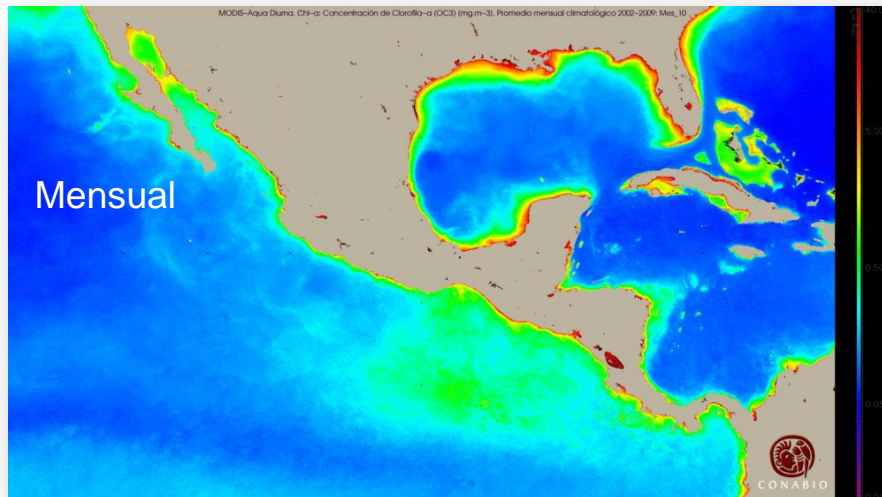 MODIS-Aqua Diurna. Chl-a: Concentración de Clorofila-a (OC3) (mg.m-3). Promedio mensual climatológico 2002-2009: Mes_10
Mensual
5.00
0.50
0.05
CONABIO